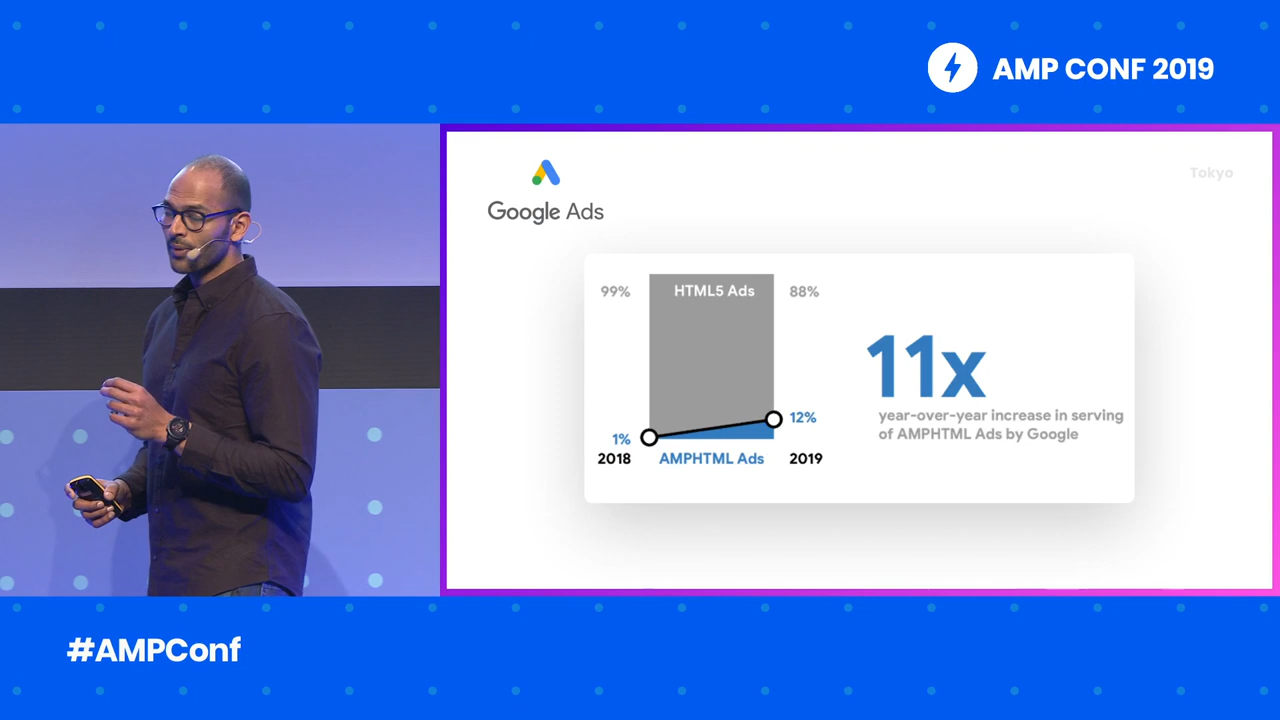 AMP CONF 2019
Tokyo
Google Ads
99%
HTML5 Ads
88%
11x
year-over-year increase in serving
of AMPHTML Ads by Google
12%
1%
2018
AMPHTML Ads
2019
#AMPConf